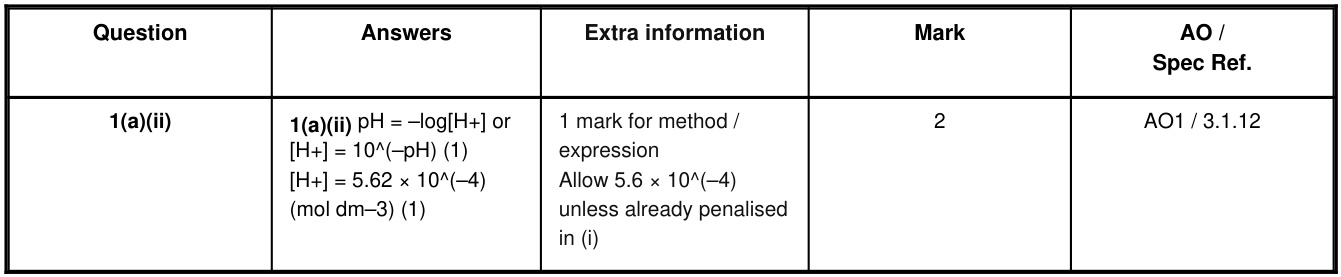 Question Answers Extra information Mark AO /
Spec Ref.
1(a)(ii) 1(a)(ii) pH = –log[H+] or 1 mark for method / 2 AO1 / 3.1.12
[H+] = 10^(–pH) (1) expression
[H+] = 5.62 × 10^(–4) Allow 5.6 × 10^(–4)
(mol dm–3) (1) unless already penalised
in (i)